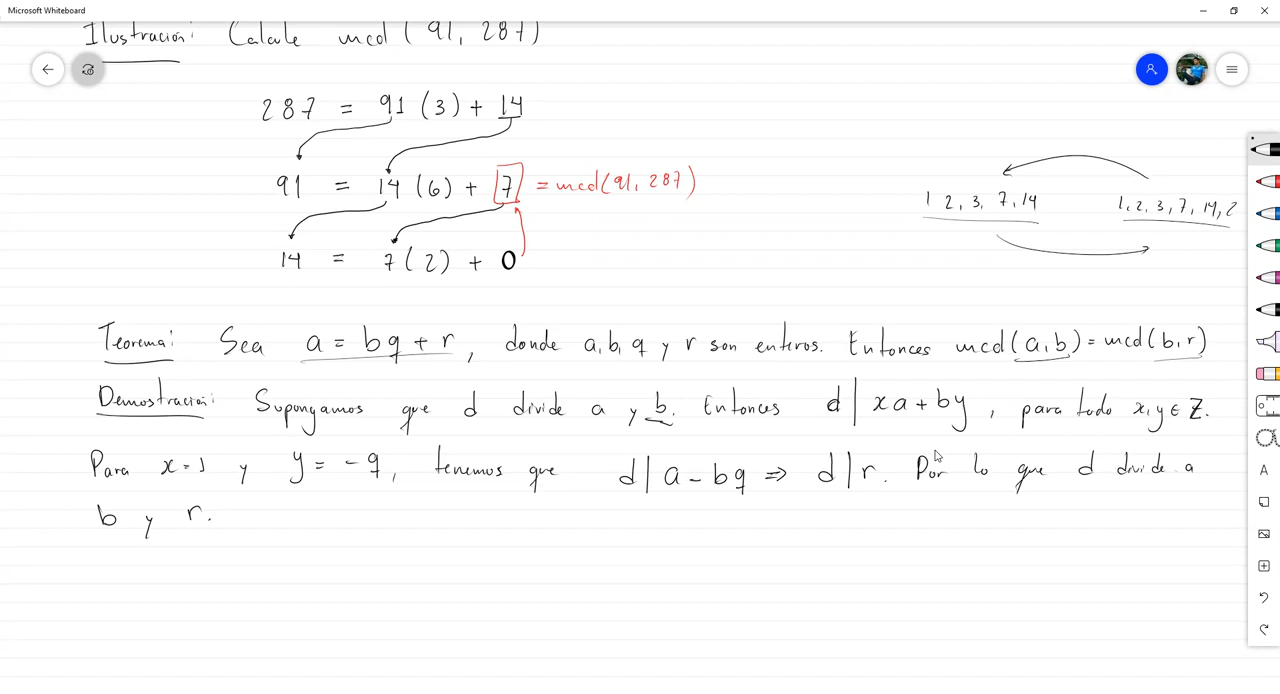 Microsoft Whiteboard
Ilustración: Calcule mcd (91, 287)
287 = 91 (3) + 14
91 = 14 (6) + 7 = mcd(91, 287)
1 2, 3, 7, 14
1, 2, 3, 7, 14, 2
14 = 7 (2) + 0
Teorema: Sea a = bq + r, donde a, b, q y r son enteros. Entonces mcd(a,b) = mcd(b,r)
Demostración: Supongamos que d divide a y b. Entonces d | xa + by, para todo x, y ∈ Z.
Para x = 1 y y = -q, tenemos que d | a - bq ⇒ d | r. Por lo que d divide a
b y r.
A